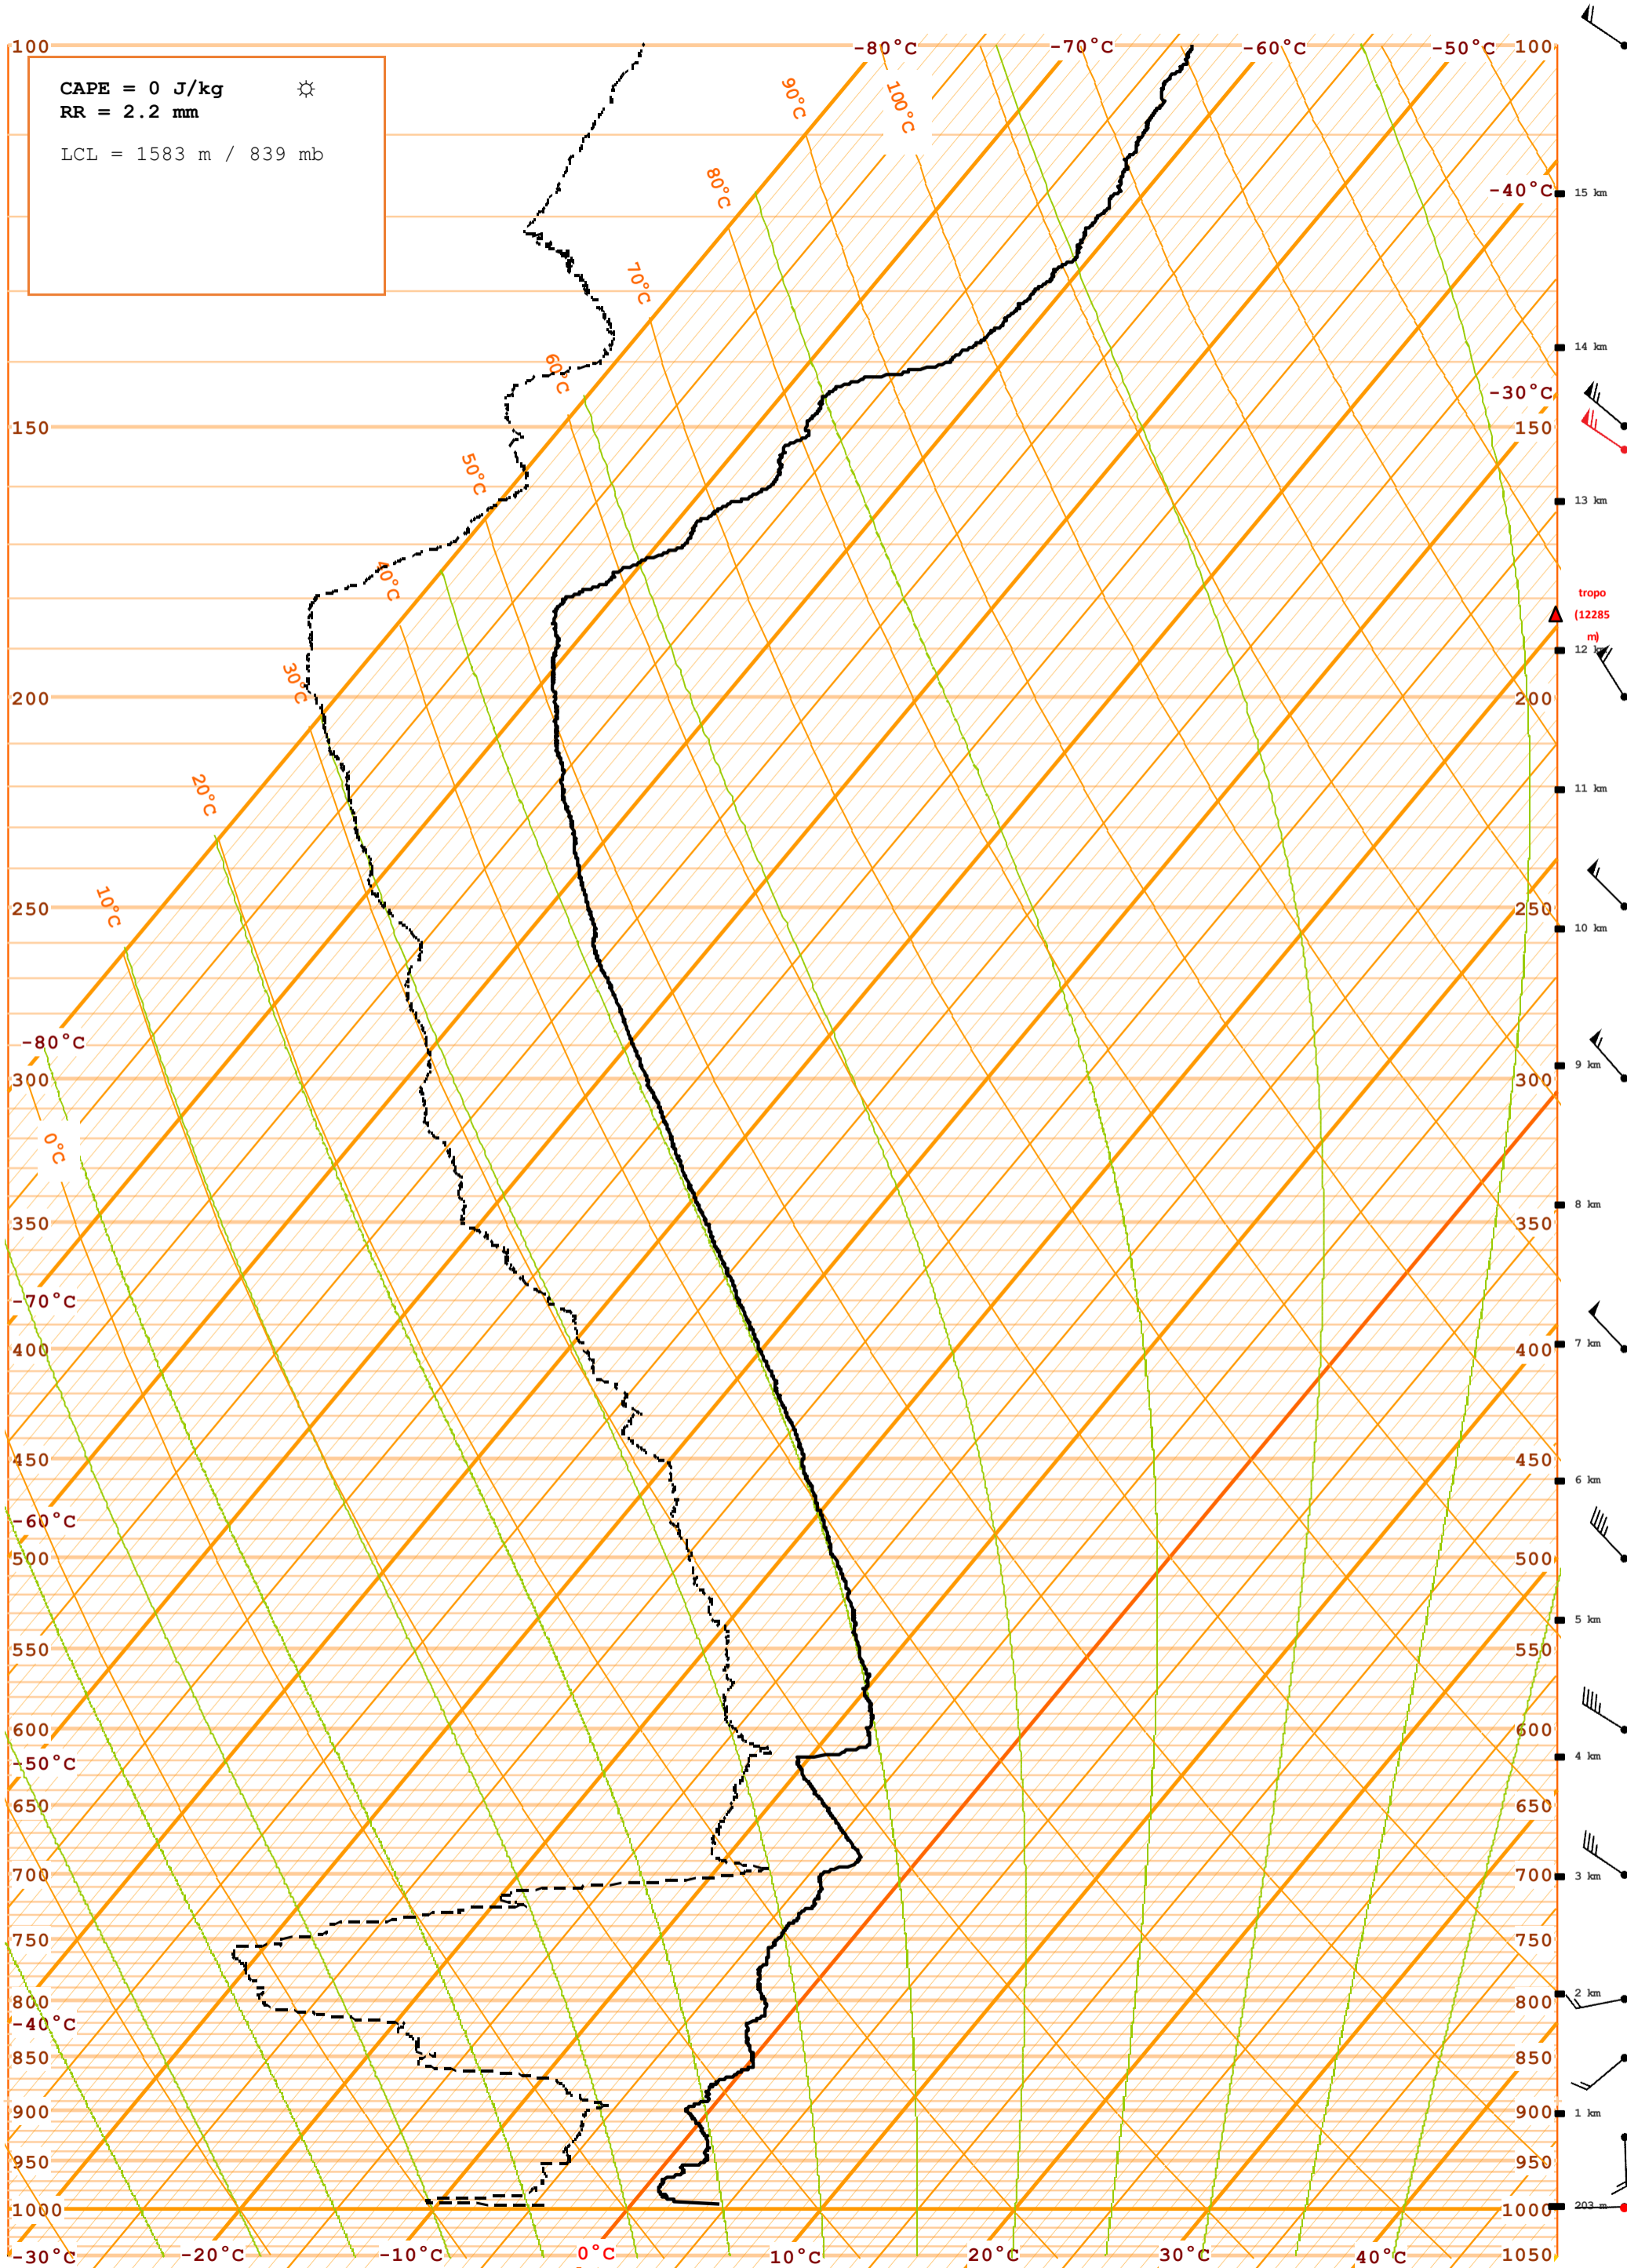 -80°C -70°C -60°C -50°C
100 100
CAPE = 0 J/kg ☼
RR = 2.2 mm
LCL = 1583 m / 839 mb
90°C 100°C
80°C
-40°C 15 km
70°C
14 km
60°C
-30°C
150 150
50°C
13 km
40°C
tropo
(12285
m)
12 km
30°C
200 200
20°C
11 km
10°C
250 250
10 km
-80°C
9 km
300 300
0°C
8 km
350 350
-70°C
7 km
400 400
450 450
6 km
-60°C
500 500
5 km
550 550
600 600
4 km
-50°C
650 650
700 700
3 km
750 750
2 km
800 800
-40°C
850 850
900 900
1 km
950 950
1000 1000
203 m
-30°C -20°C -10°C 0°C 10°C 20°C 30°C 40°C 1050